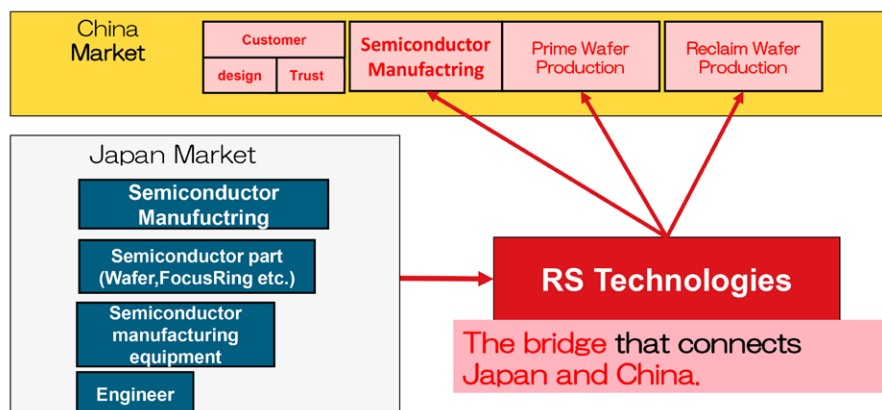 China
Market
Customer
design Trust
Semiconductor
Manufactring
Prime Wafer
Production
Reclaim Wafer
Production
Japan Market
Semiconductor
Manufuctring
Semiconductor part
(Wafer,FocusRing etc.)
Semiconductor
manufacturing
equipment
Engineer
RS Technologies
The bridge that connects
Japan and China.